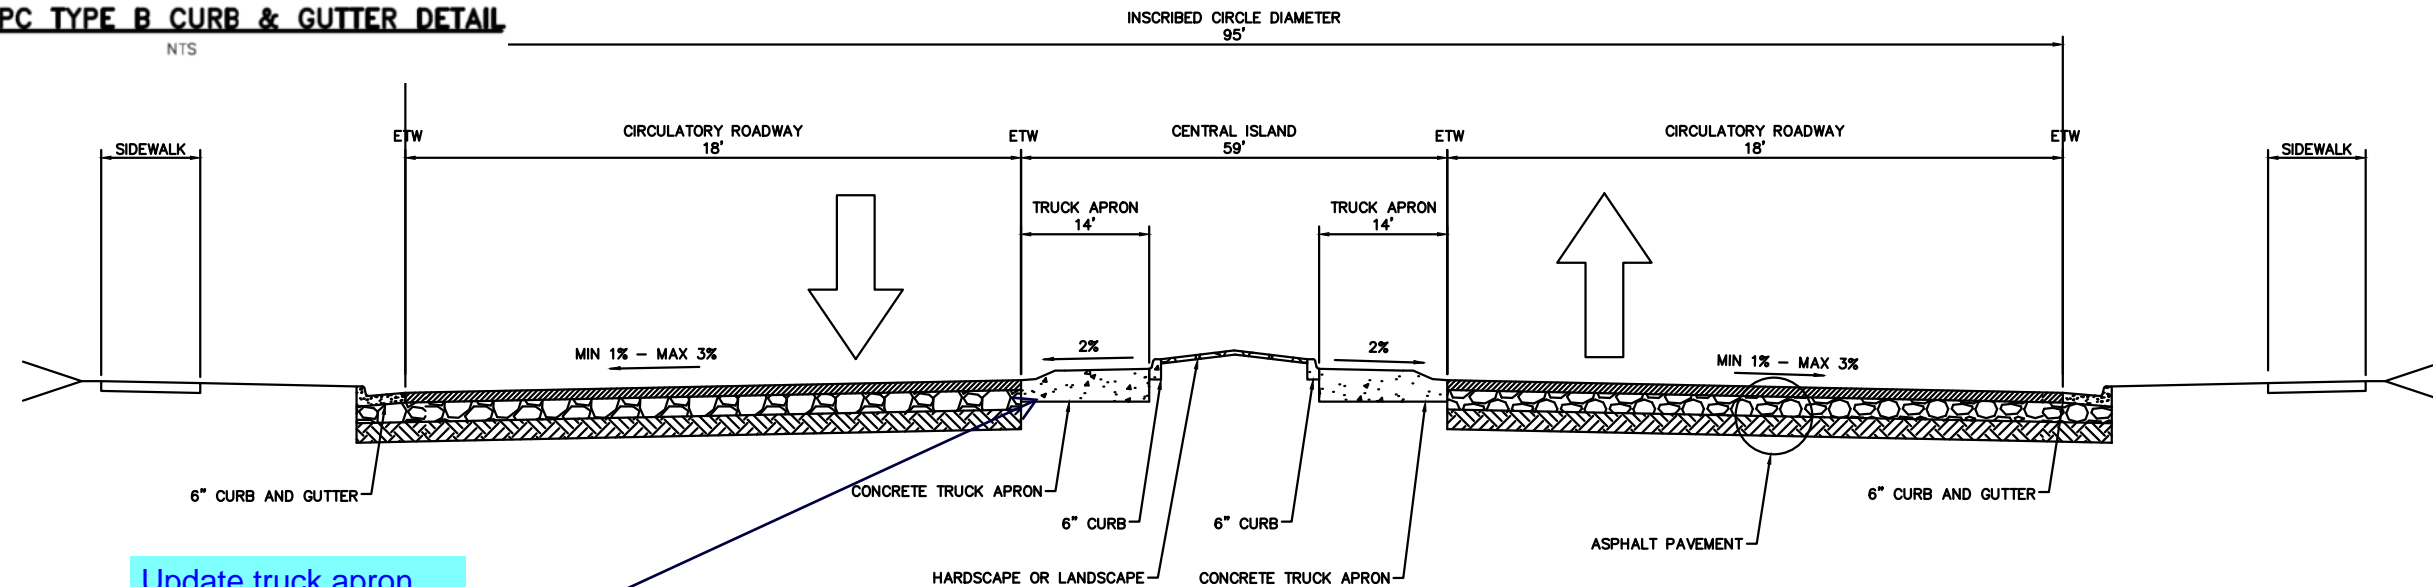 PC TYPE B CURB & GUTTER DETAIL
NTS
INSCRIBED CIRCLE DIAMETER
95'
SIDEWALK
ETW
CIRCULATORY ROADWAY
18'
ETW
CENTRAL ISLAND
59'
ETW
CIRCULATORY ROADWAY
18'
ETW
SIDEWALK
TRUCK APRON
14'
TRUCK APRON
14'
MIN 1% - MAX 3%
2%
2%
MIN 1% - MAX 3%
6" CURB AND GUTTER
CONCRETE TRUCK APRON
6" CURB
6" CURB
6" CURB AND GUTTER
ASPHALT PAVEMENT
HARDSCAPE OR LANDSCAPE
CONCRETE TRUCK APRON
Update truck apron